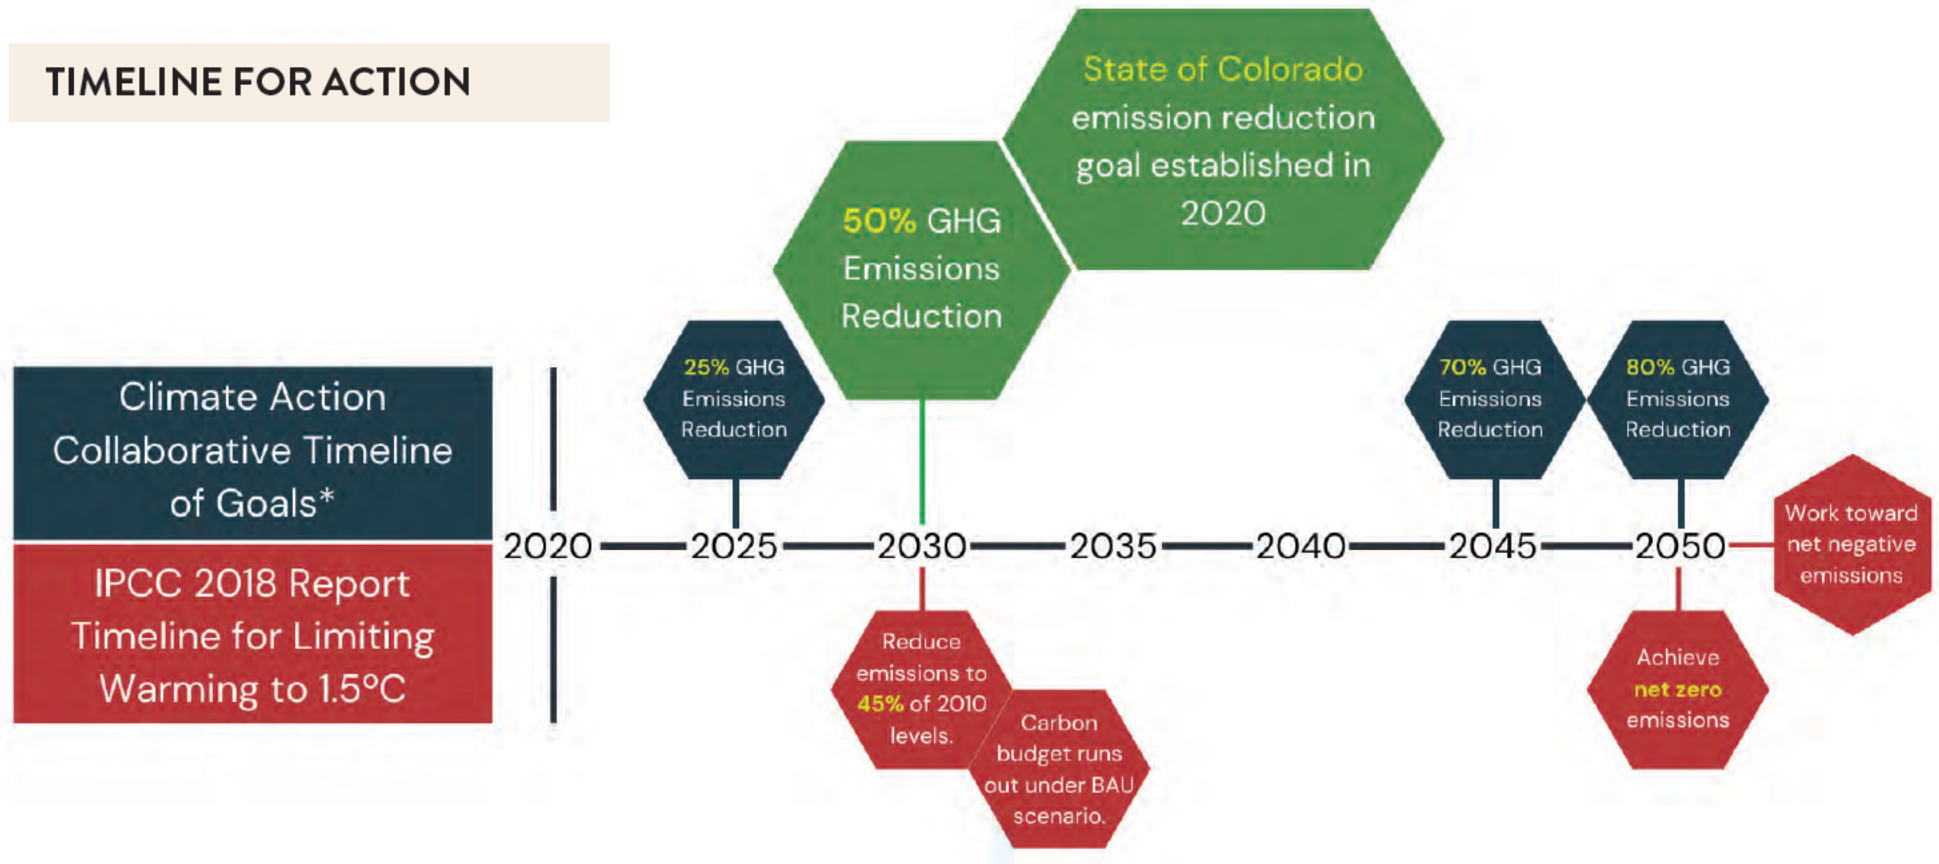 TIMELINE FOR ACTION
State of Colorado
emission reduction
goal established in
2020
50% GHG
Emissions
Reduction
25% GHG
Emissions
Reduction
70% GHG
Emissions
Reduction
80% GHG
Emissions
Reduction
Climate Action
Collaborative Timeline
of Goals*
2020 2025 2030 2035 2040 2045 2050
Work toward
net negative
emissions
IPCC 2018 Report
Timeline for Limiting
Warming to 1.5ºC
Reduce
emissions to
45% of 2010
levels.
Carbon
budget runs
out under BAU
scenario.
Achieve
net zero
emissions